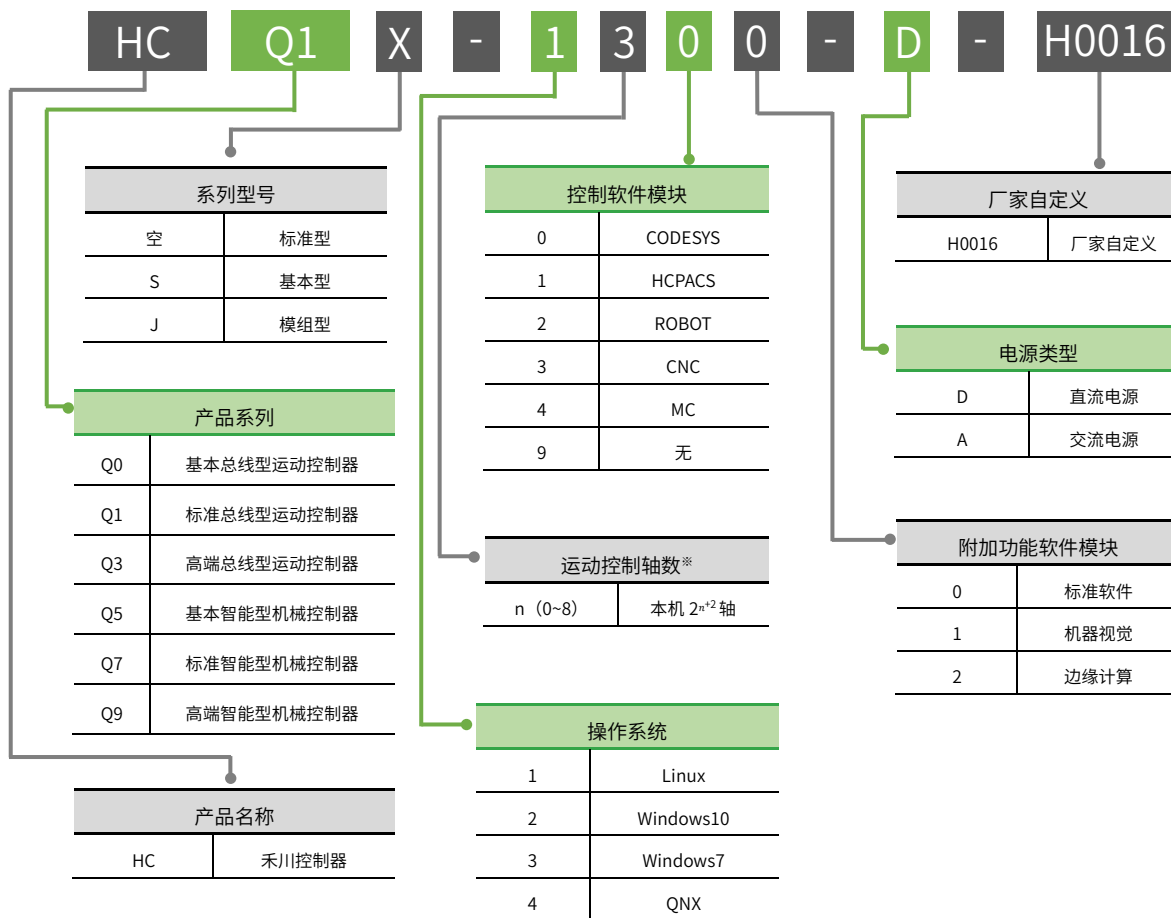 HC Q1 X - 1 3 0 0 - D - H0016
系列型号
空 标准型
S 基本型
J 模组型
产品系列
Q0 基本总线型运动控制器
Q1 标准总线型运动控制器
Q3 高端总线型运动控制器
Q5 基本智能型机械控制器
Q7 标准智能型机械控制器
Q9 高端智能型机械控制器
产品名称
HC 禾川控制器
控制软件模块
0 CODESYS
1 HCPACS
2 ROBOT
3 CNC
4 MC
9 无
运动控制轴数※
n（0~8） 本机 2ⁿ⁺² 轴
操作系统
1 Linux
2 Windows10
3 Windows7
4 QNX
厂家自定义
H0016 厂家自定义
电源类型
D 直流电源
A 交流电源
附加功能软件模块
0 标准软件
1 机器视觉
2 边缘计算